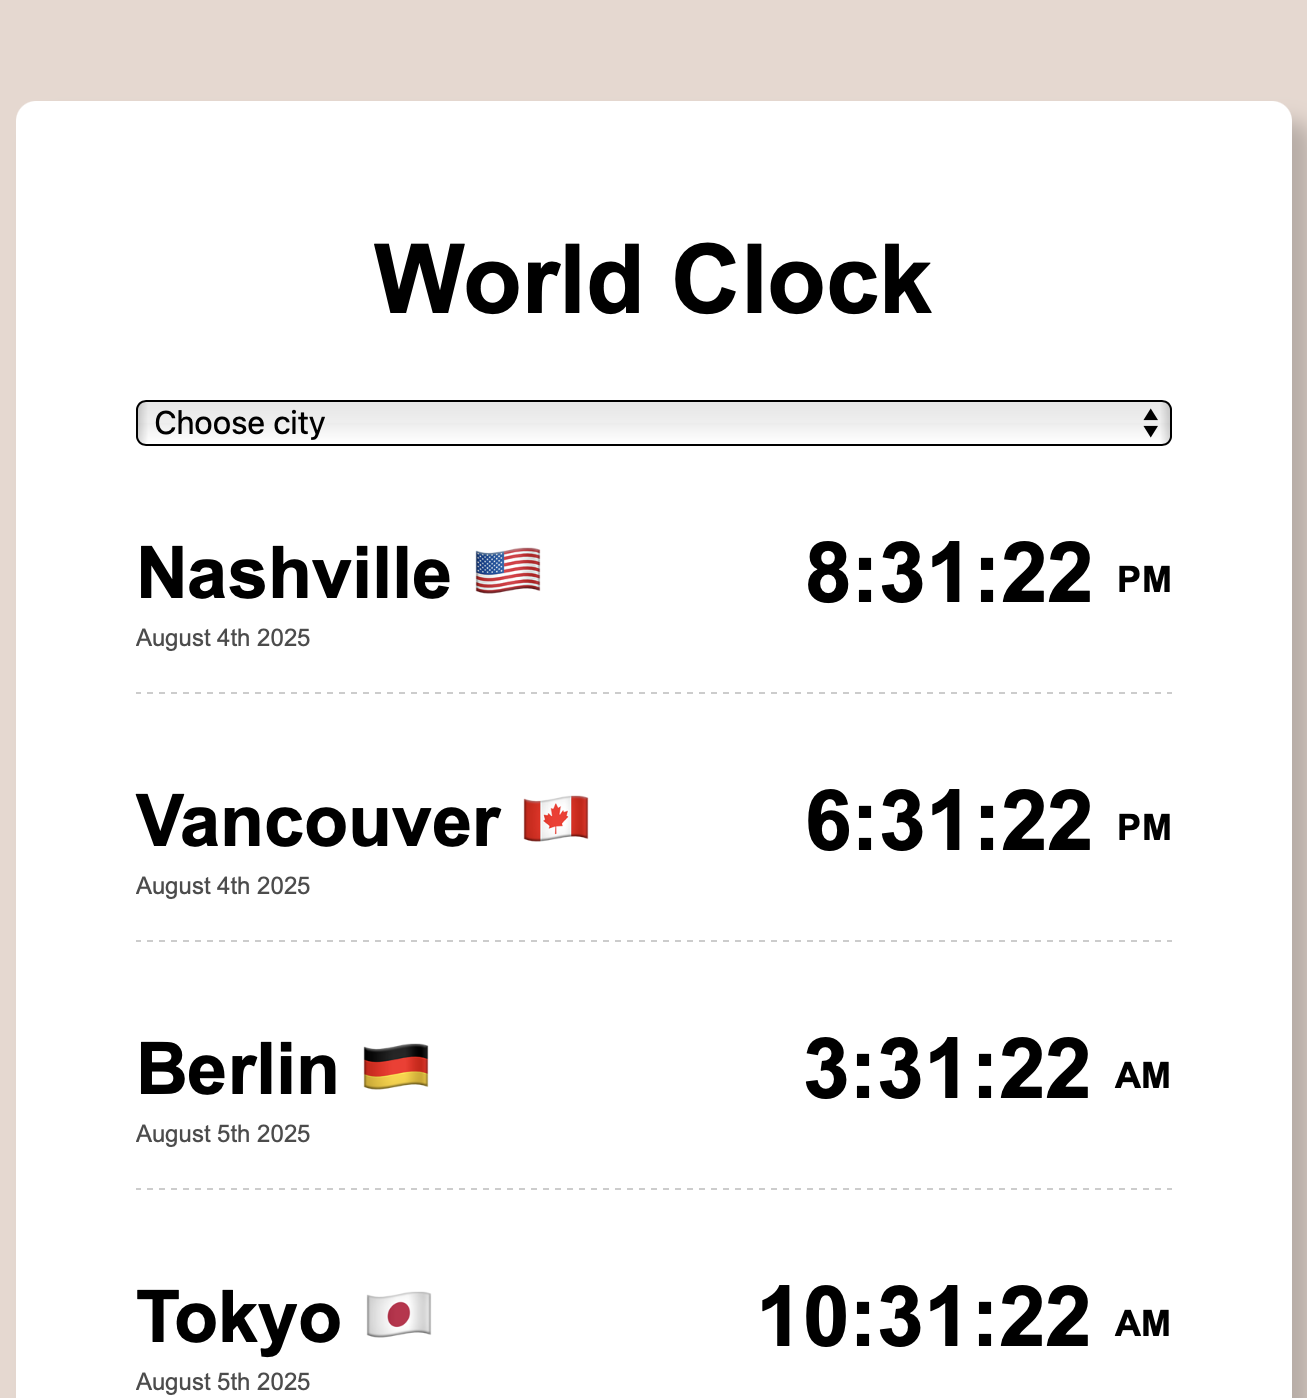 World Clock
Choose city
Nashville 🇺🇸 8:31:22 PM
August 4th 2025
Vancouver 🇨🇦 6:31:22 PM
August 4th 2025
Berlin 🇩🇪 3:31:22 AM
August 5th 2025
Tokyo 🇯🇵 10:31:22 AM
August 5th 2025